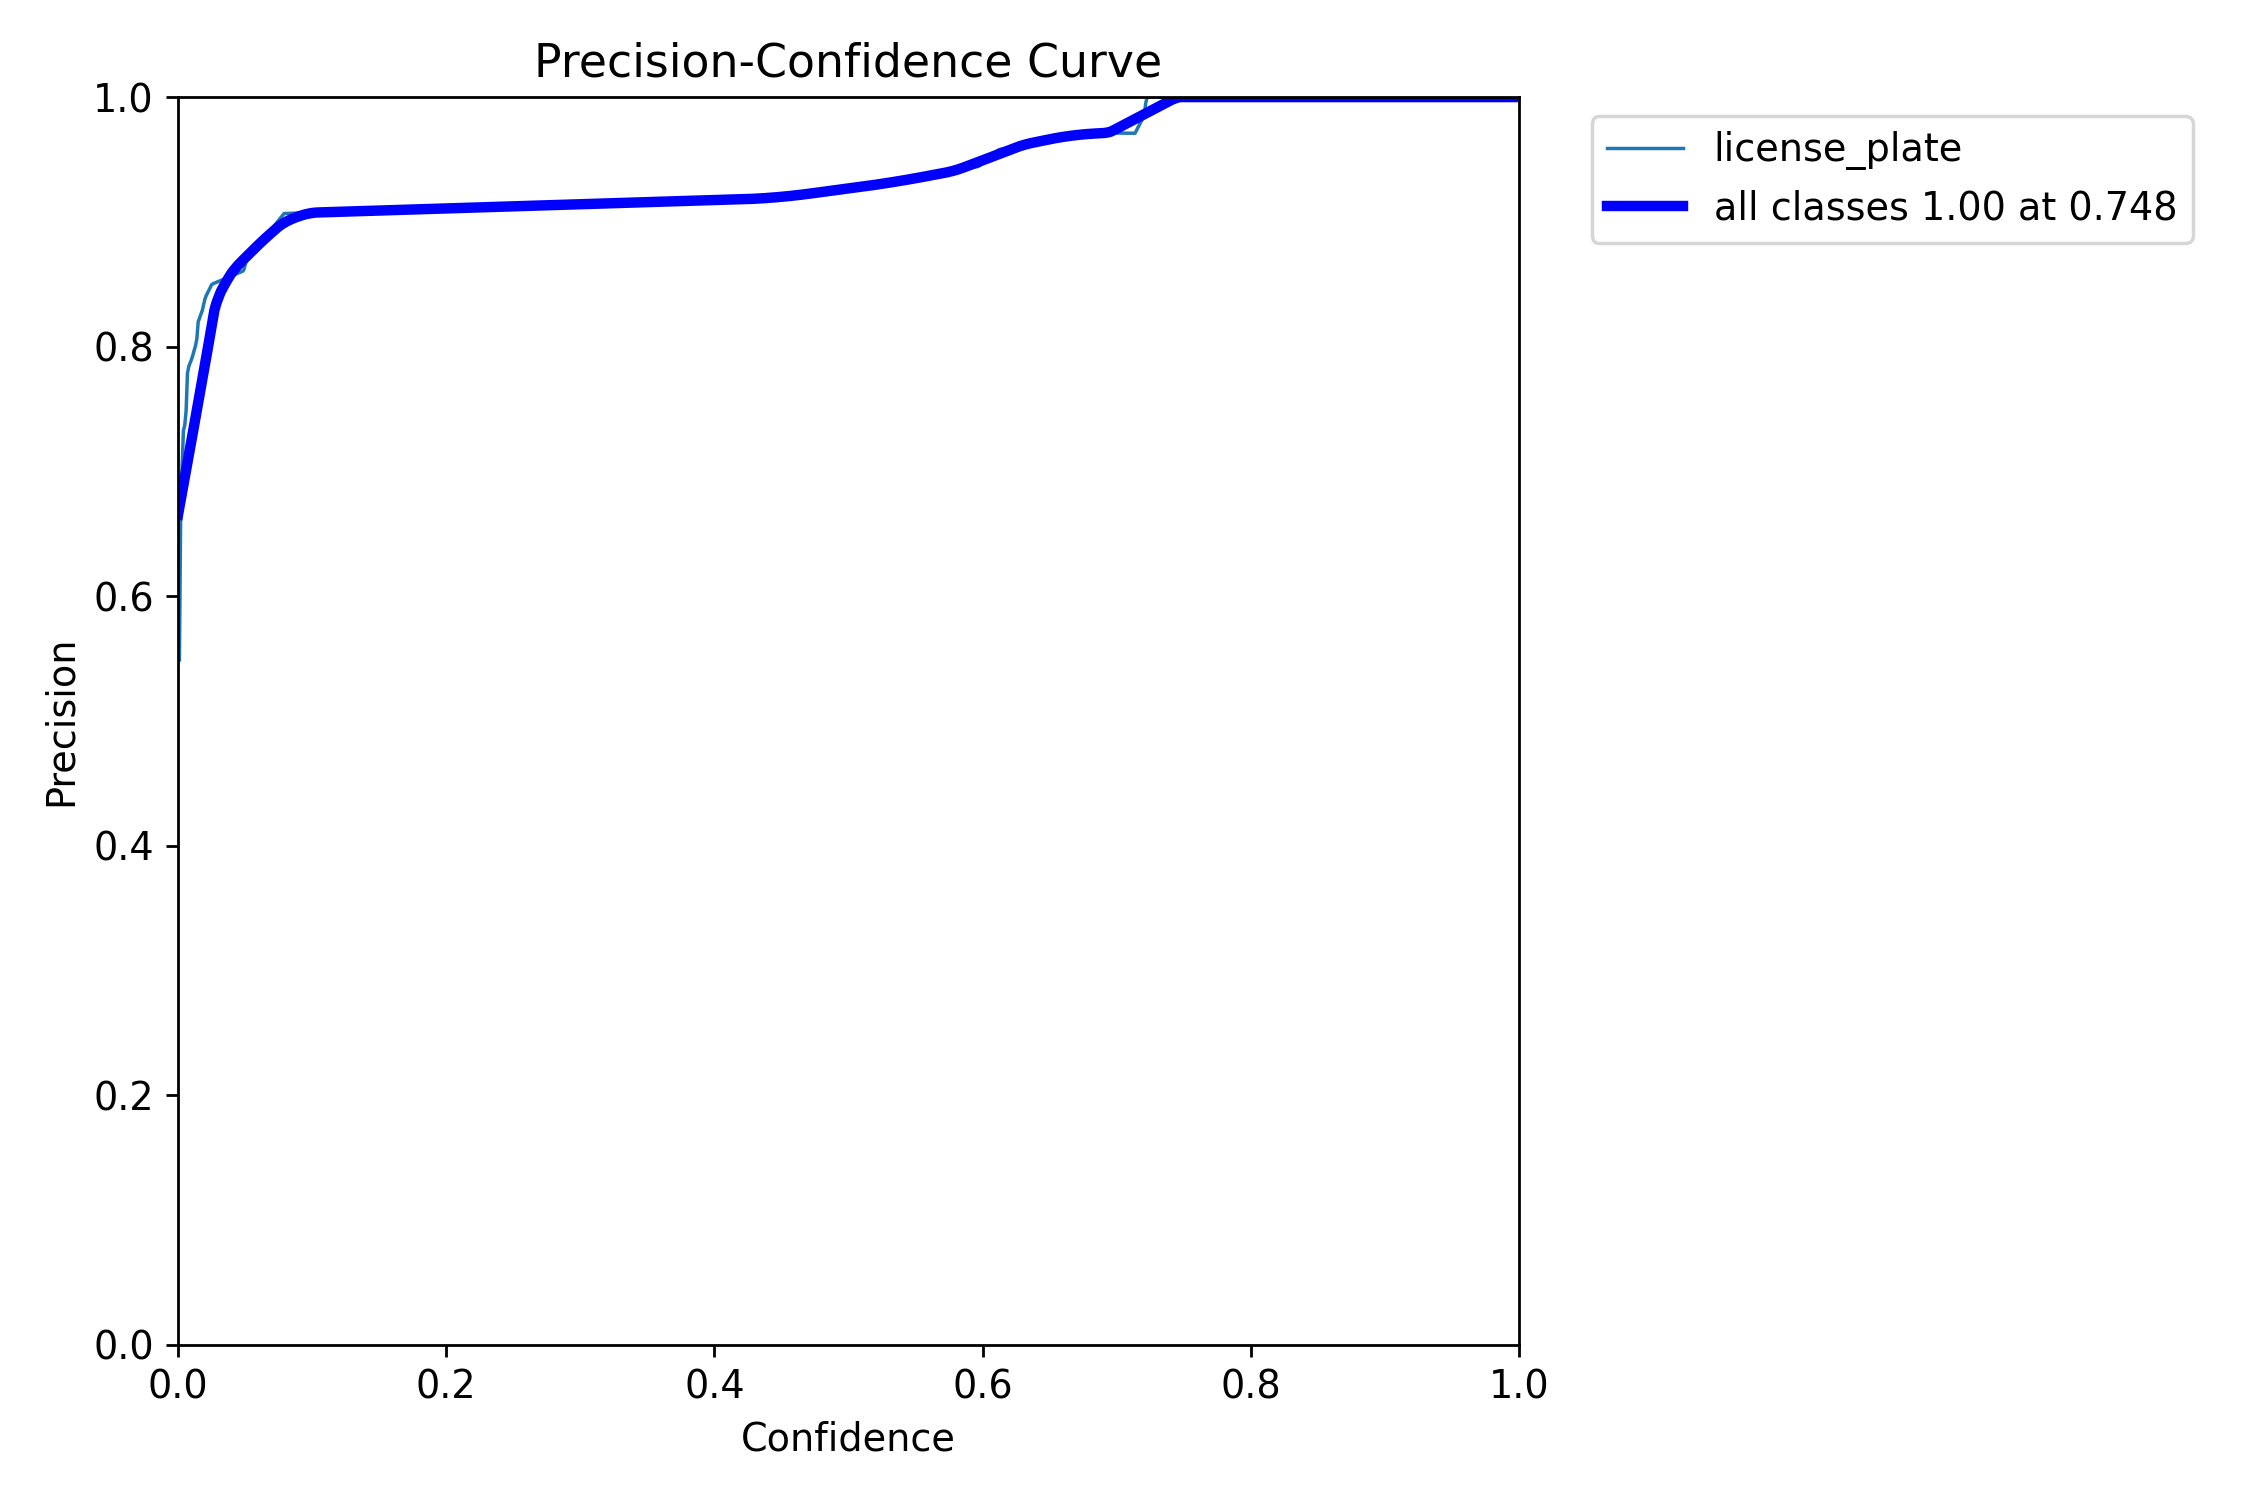 Precision-Confidence Curve
1.0
0.8
0.6
0.4
0.2
0.0
Precision
0.0 0.2 0.4 0.6 0.8 1.0
Confidence
license_plate
all classes 1.00 at 0.748